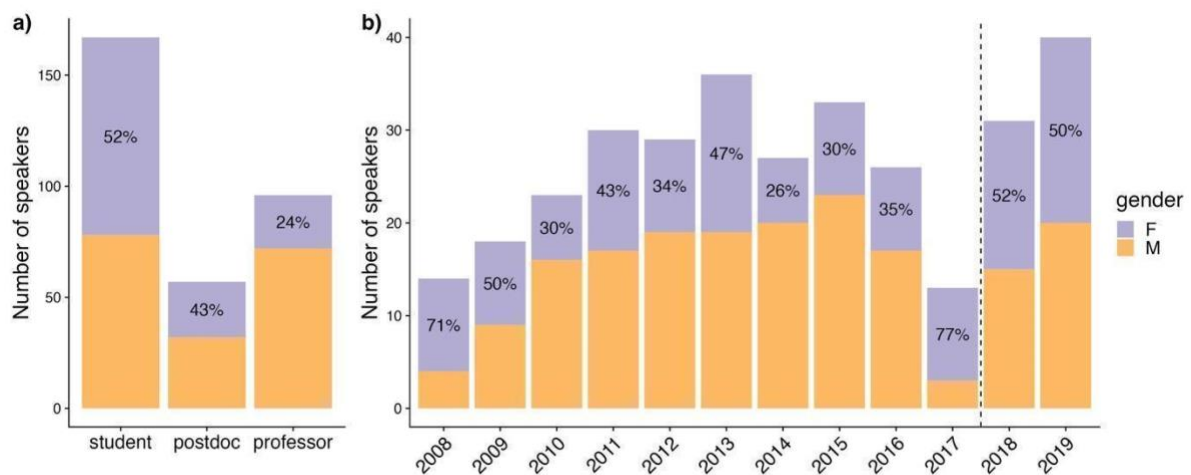 a)
Number of speakers
150
100
50
0
52%
43%
24%
student postdoc professor
b)
Number of speakers
40
30
20
10
0
71%
50%
30%
43%
34%
47%
26%
30%
35%
77%
52%
50%
2008 2009 2010 2011 2012 2013 2014 2015 2016 2017 2018 2019
gender
F
M